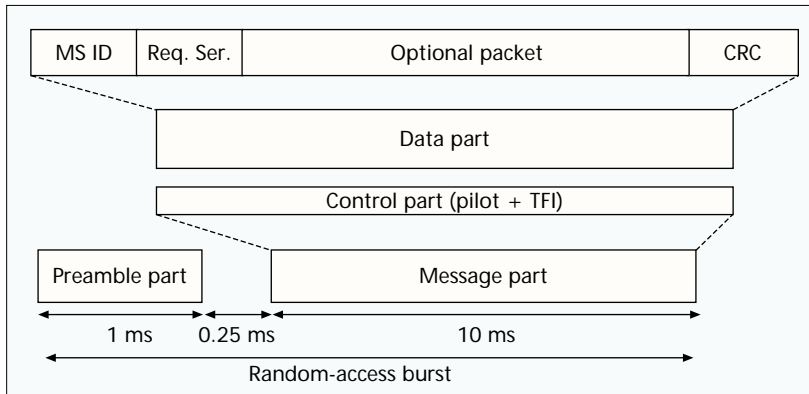 MS ID Req. Ser. Optional packet CRC
Data part
Control part (pilot + TFI)
Preamble part Message part
1 ms 0.25 ms 10 ms
Random-access burst